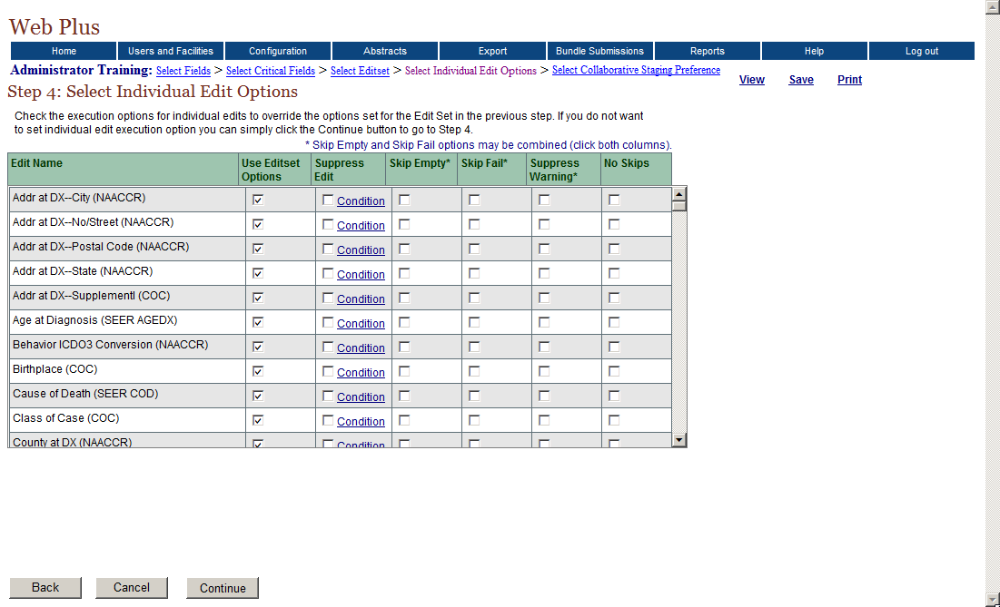 Web Plus
Home Users and Facilities Configuration Abstracts Export Bundle Submissions Reports Help Log out
Administrator Training: Select Fields > Select Critical Fields > Select Editset > Select Individual Edit Options > Select Collaborative Staging Preference
View Save Print
Step 4: Select Individual Edit Options
Check the execution options for individual edits to override the options set for the Edit Set in the previous step. If you do not want
to set individual edit execution option you can simply click the Continue button to go to Step 4.
* Skip Empty and Skip Fail options may be combined (click both columns).
Edit Name Use Editset Options Suppress Edit Skip Empty* Skip Fail* Suppress Warning* No Skips
Addr at DX--City (NAACCR) Condition
Addr at DX--No/Street (NAACCR) Condition
Addr at DX--Postal Code (NAACCR) Condition
Addr at DX--State (NAACCR) Condition
Addr at DX--Supplementl (COC) Condition
Age at Diagnosis (SEER AGEDX) Condition
Behavior ICDO3 Conversion (NAACCR) Condition
Birthplace (COC) Condition
Cause of Death (SEER COD) Condition
Class of Case (COC) Condition
County at DX (NAACCR) Condition
Back Cancel Continue